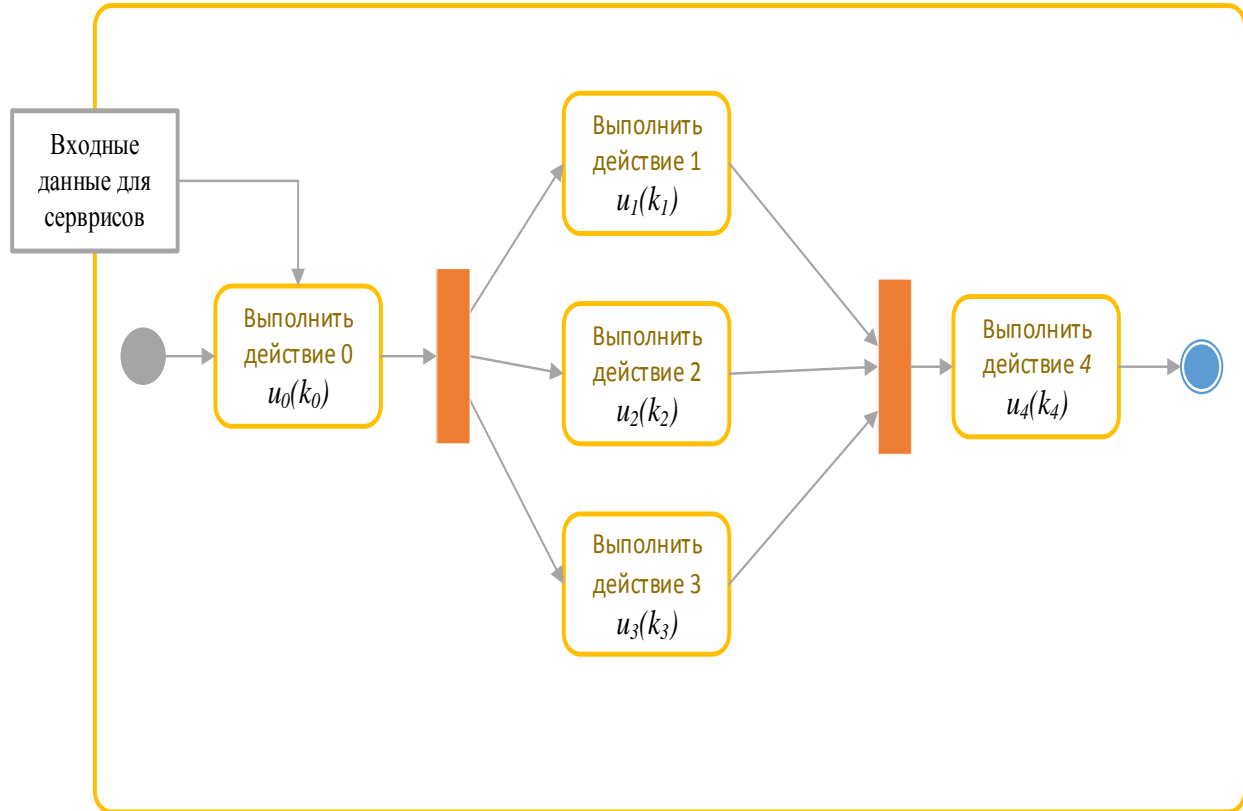 Входные
данные для
севрисов
Выполнить
действие 0
u0(k0)
Выполнить
действие 1
u1(k1)
Выполнить
действие 2
u2(k2)
Выполнить
действие 3
u3(k3)
Выполнить
действие 4
u4(k4)